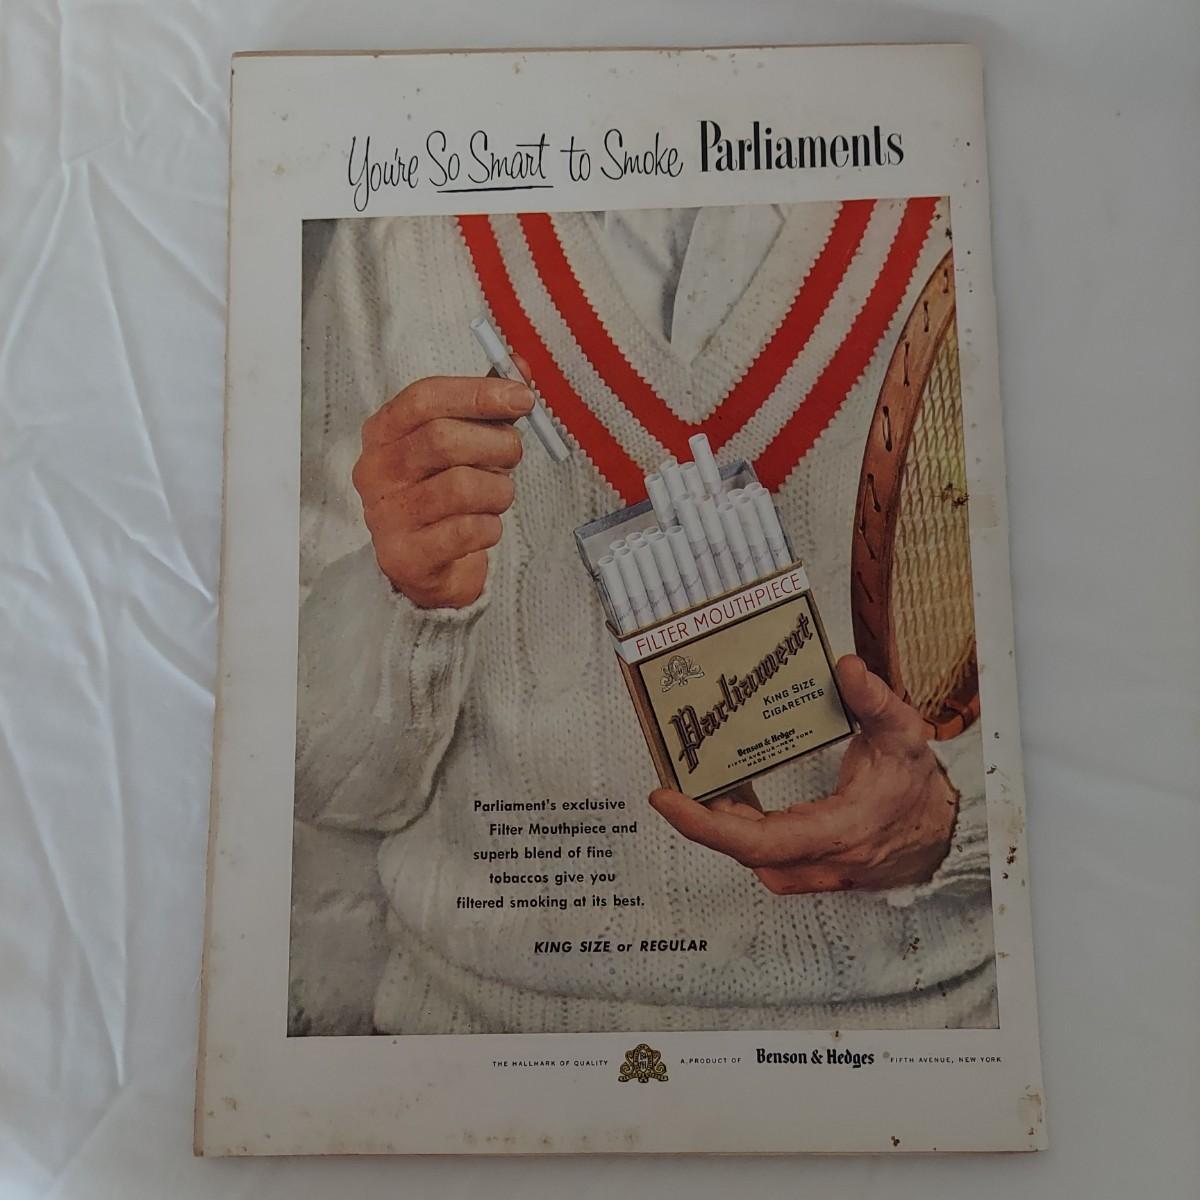 You're So Smart to Smoke Parliaments
FILTER MOUTHPIECE
Parliament
KING SIZE
CIGARETTES
Benson & Hedges
FIFTH AVENUE-NEW YORK
MADE IN U.S.A.
Parliament's exclusive
Filter Mouthpiece and
superb blend of fine
tobaccos give you
filtered smoking at its best.
KING SIZE or REGULAR
THE HALLMARK OF QUALITY A PRODUCT OF Benson & Hedges FIFTH AVENUE, NEW YORK